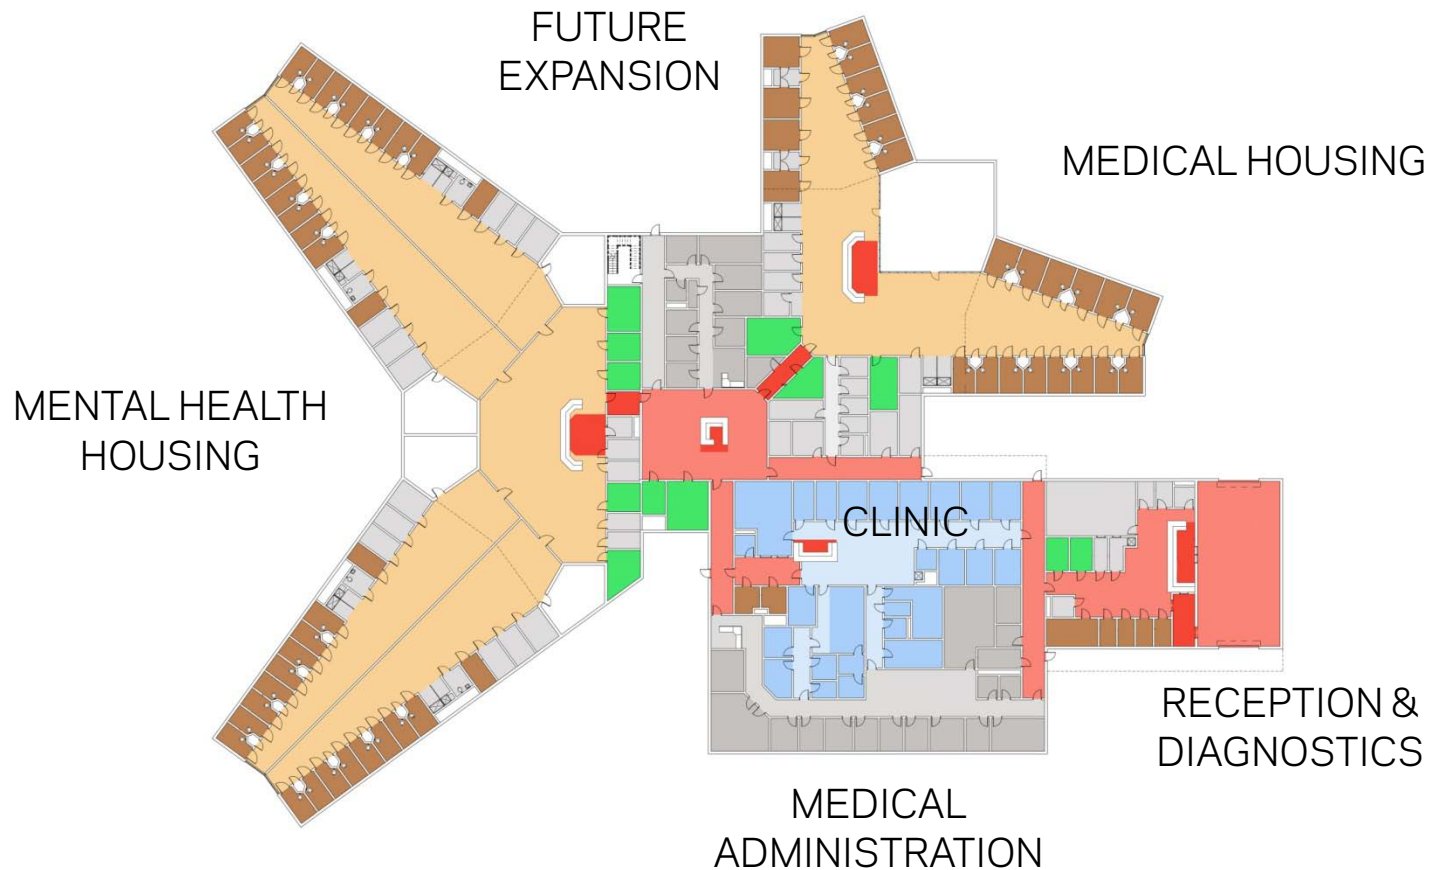 FUTURE
EXPANSION
MEDICAL HOUSING
MENTAL HEALTH
HOUSING
CLINIC
RECEPTION &
DIAGNOSTICS
MEDICAL
ADMINISTRATION